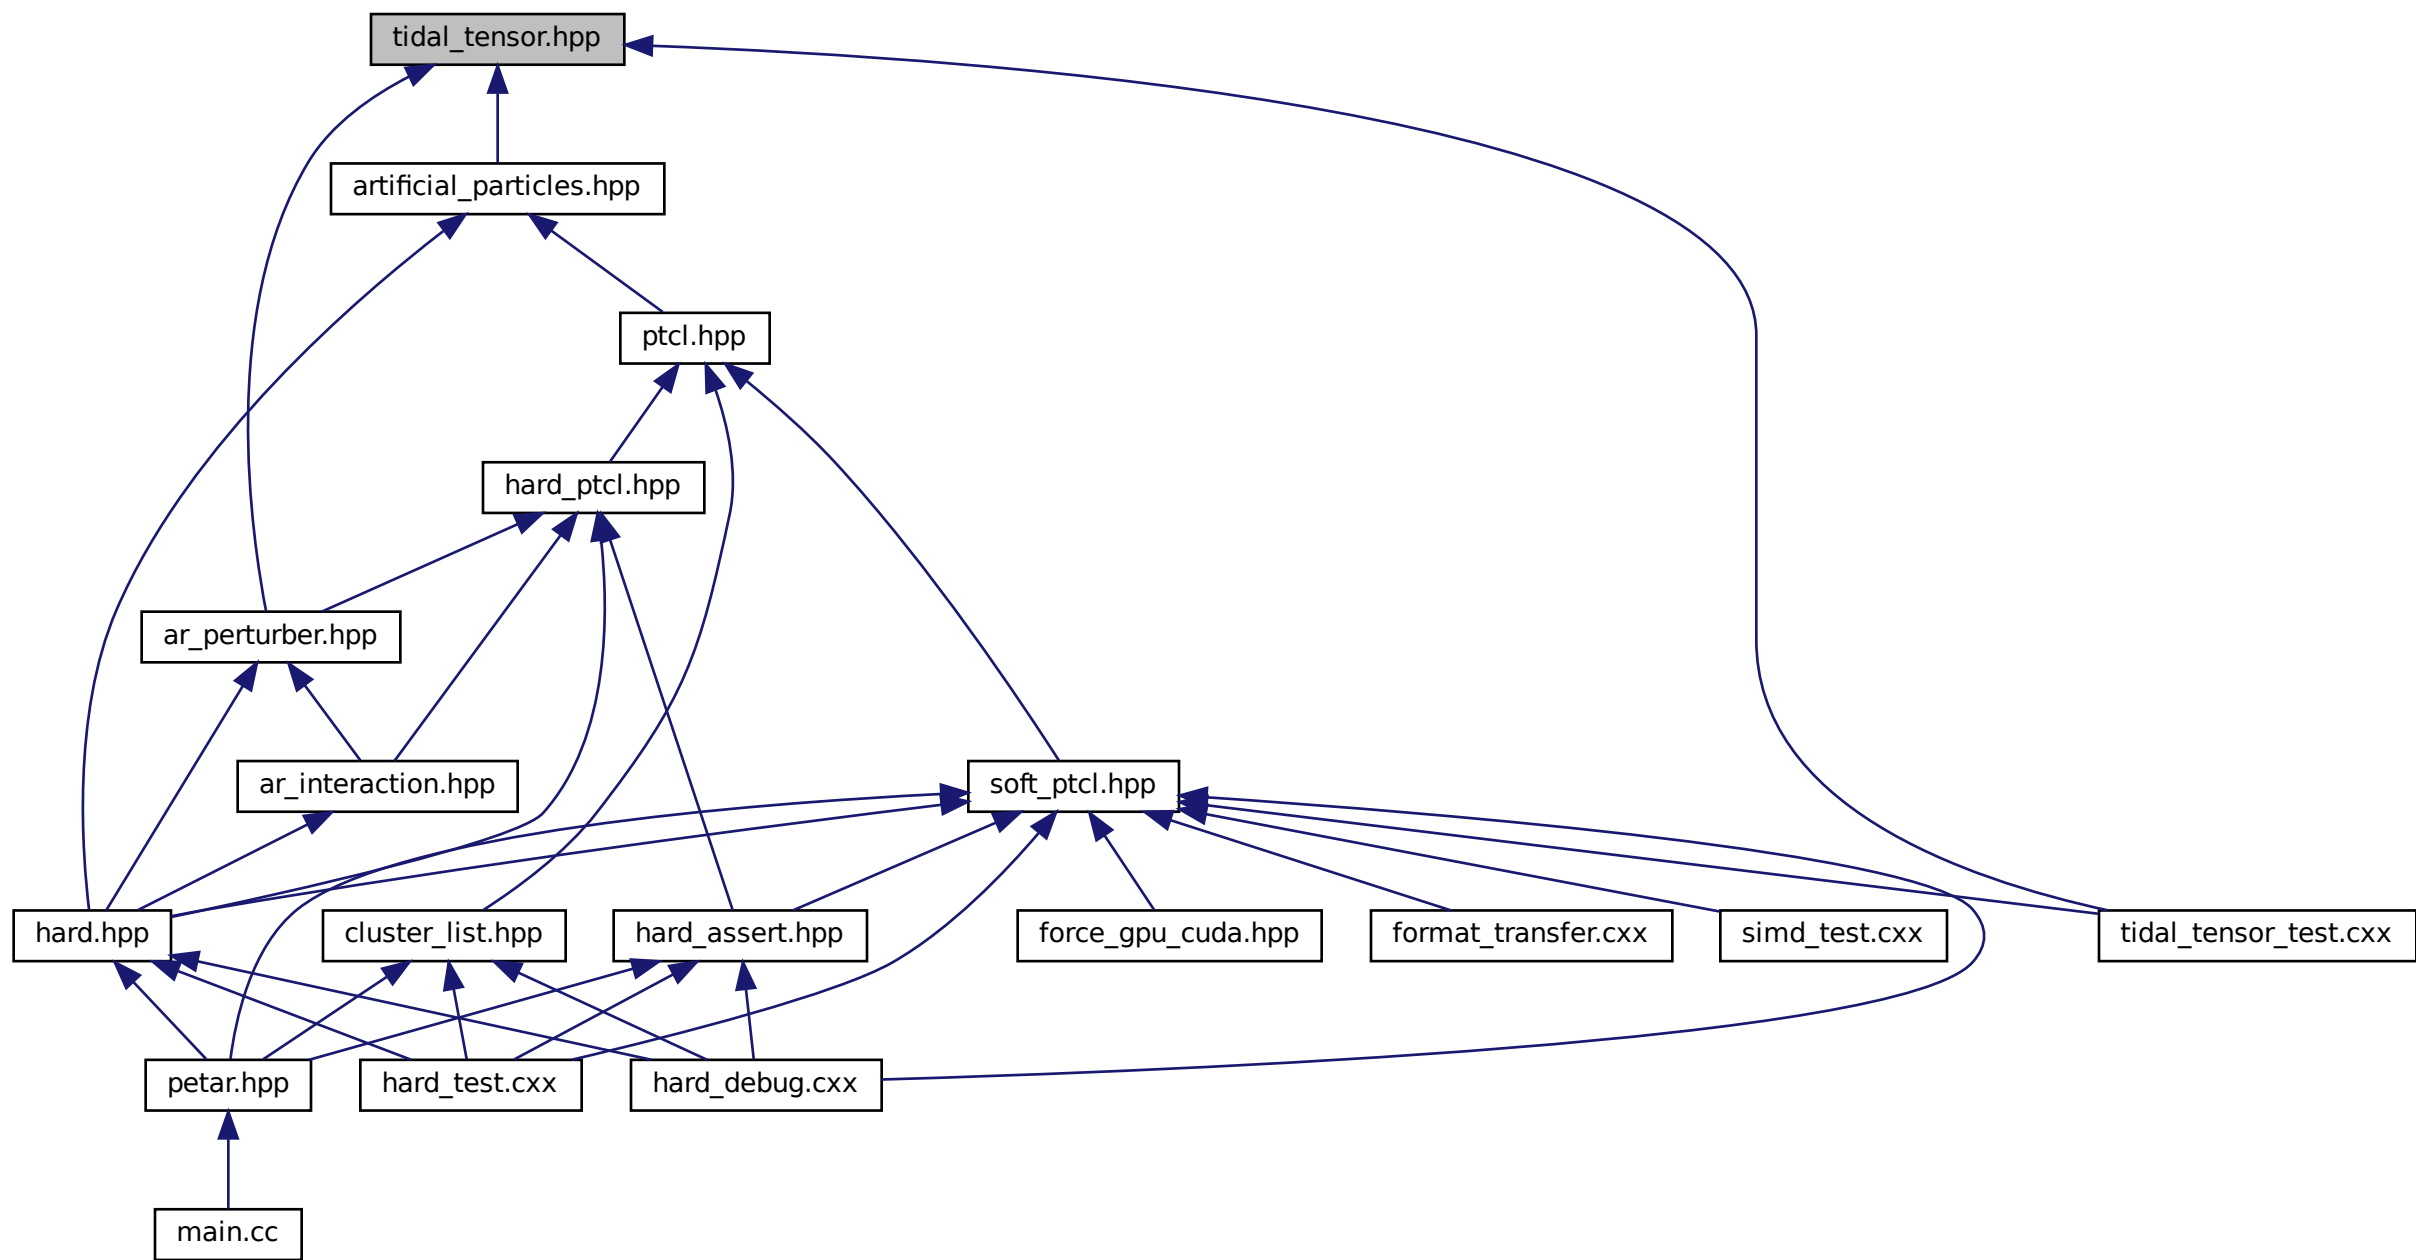 tidal_tensor.hpp
artificial_particles.hpp
ptcl.hpp
hard_ptcl.hpp
ar_perturber.hpp
ar_interaction.hpp
soft_ptcl.hpp
hard.hpp
cluster_list.hpp
hard_assert.hpp
force_gpu_cuda.hpp
format_transfer.cxx
simd_test.cxx
tidal_tensor_test.cxx
petar.hpp
hard_test.cxx
hard_debug.cxx
main.cc